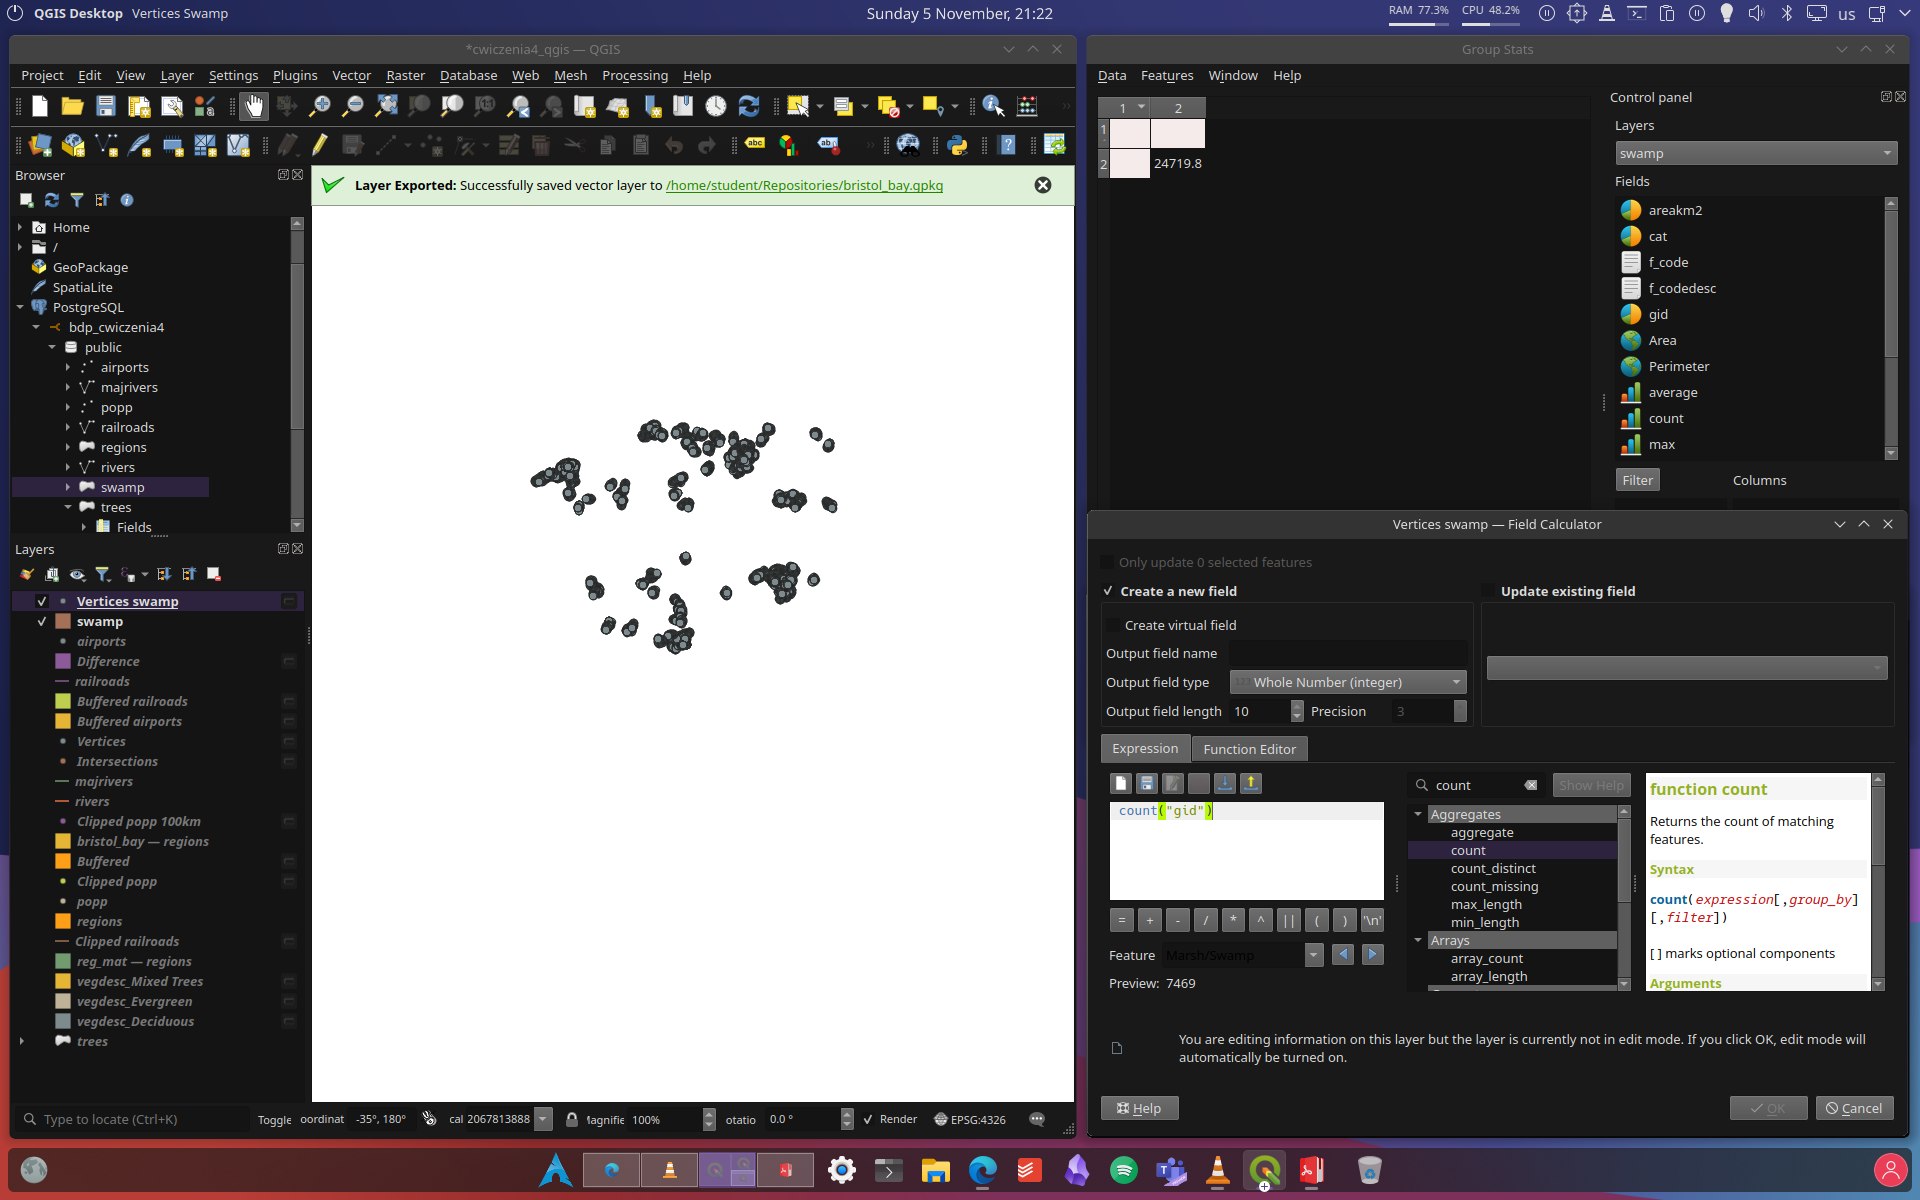 QGIS Desktop Vertices Swamp
Sunday 5 November, 21:22
RAM 77.3% CPU 48.2%
us
*cwiczenia4_qgis — QGIS
Project Edit View Layer Settings Plugins Vector Raster Database Web Mesh Processing Help
Browser
Layer Exported: Successfully saved vector layer to /home/student/Repositories/bristol_bay.gpkg
Home
/
GeoPackage
SpatiaLite
PostgreSQL
bdp_cwiczenia4
public
airports
majrivers
popp
railroads
regions
rivers
swamp
trees
Fields
Layers
Vertices swamp
swamp
airports
Difference
railroads
Buffered railroads
Buffered airports
Vertices
Intersections
majrivers
rivers
Clipped popp 100km
bristol_bay — regions
Buffered
Clipped popp
popp
regions
Clipped railroads
reg_mat — regions
vegdesc_Mixed Trees
vegdesc_Evergreen
vegdesc_Deciduous
trees
Type to locate (Ctrl+K)
Toggle oordinat -35°, 180° cal 2067813888 Magnifie 100% otatio 0.0 ° Render EPSG:4326
Group Stats
Data Features Window Help
1 2
1
2 24719.8
Control panel
Layers
swamp
Fields
areakm2
cat
f_code
f_codedesc
gid
Area
Perimeter
average
count
max
Filter Columns
Vertices swamp — Field Calculator
Only update 0 selected features
Create a new field
Update existing field
Create virtual field
Output field name
Output field type 123 Whole Number (integer)
Output field length 10 Precision 3
Expression Function Editor
count("gid")
= + - / * ^ || ( ) '\n'
Feature Marsh/Swamp
Preview: 7469
count
Show Help
Aggregates
aggregate
count
count_distinct
count_missing
max_length
min_length
Arrays
array_count
array_length
function count
Returns the count of matching
features.
Syntax
count(expression[,group_by]
[,filter])
[ ] marks optional components
Arguments
You are editing information on this layer but the layer is currently not in edit mode. If you click OK, edit mode will
automatically be turned on.
Help
OK
Cancel